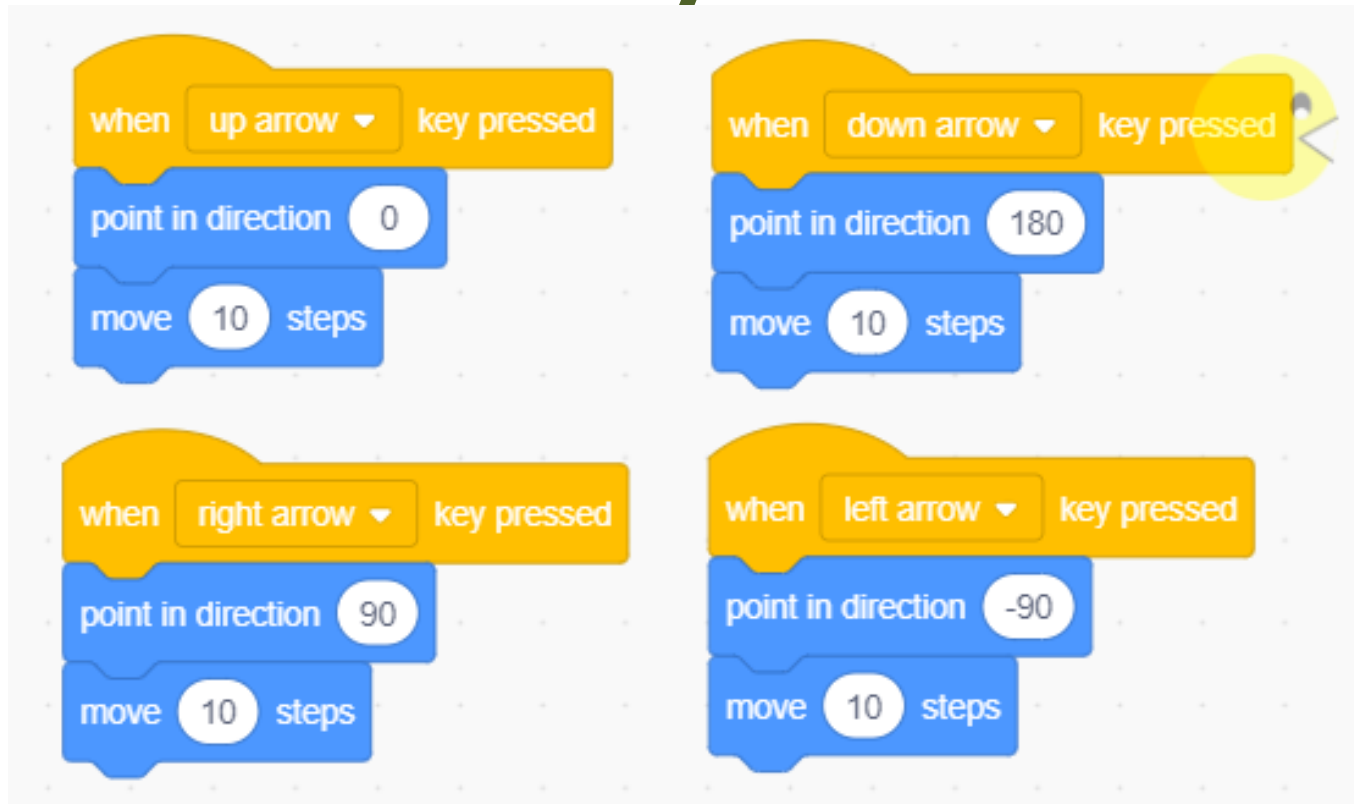 when up arrow key pressed
point in direction 0
move 10 steps
when down arrow key pressed
point in direction 180
move 10 steps
when right arrow key pressed
point in direction 90
move 10 steps
when left arrow key pressed
point in direction -90
move 10 steps